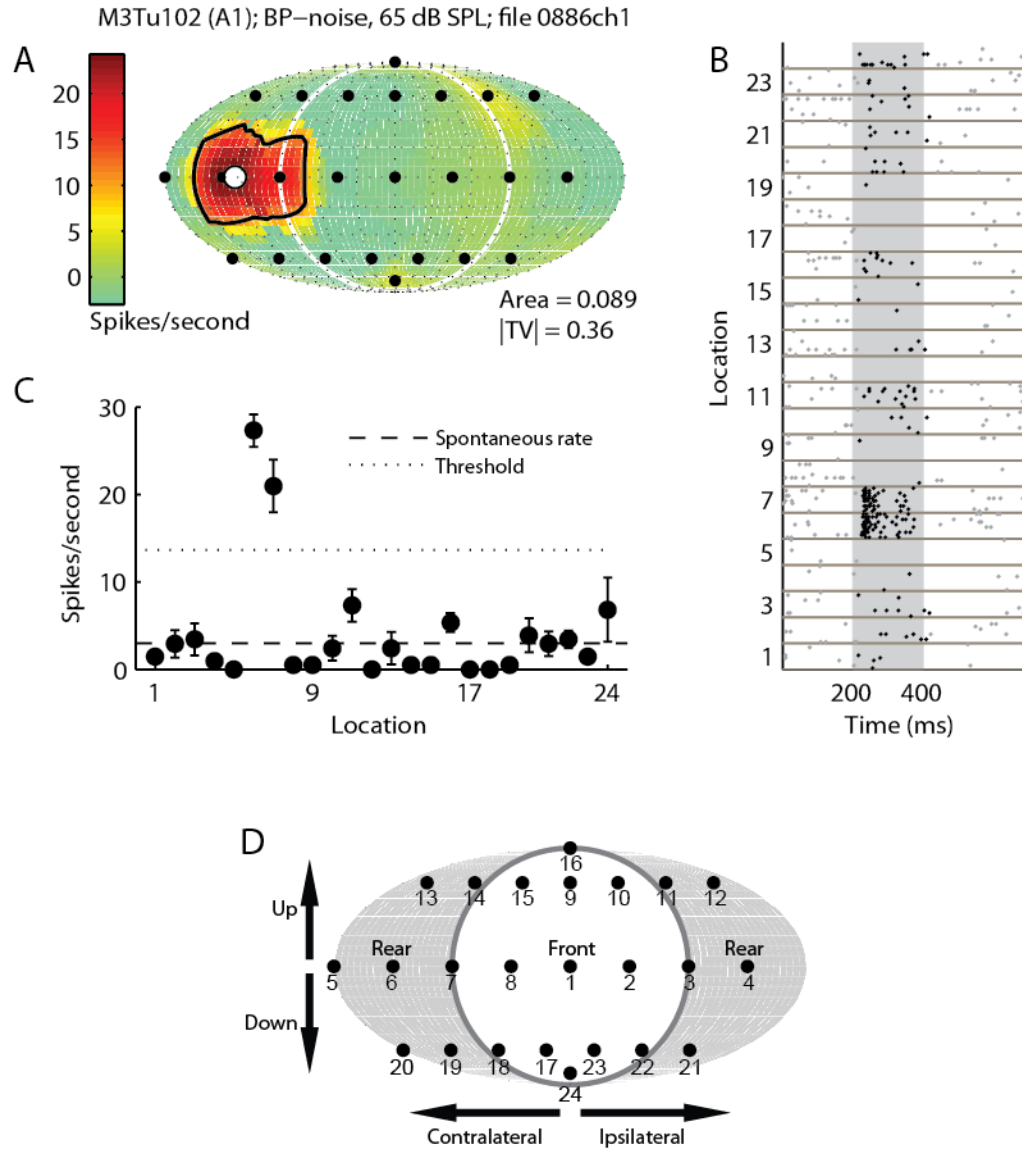 M3Tu102 (A1); BP−noise, 65 dB SPL; file 0886ch1
A
20
15
10
5
0
Spikes/second
Area = 0.089
|TV| = 0.36
B
23
21
19
17
15
13
11
9
7
5
3
1
Location
200 400
Time (ms)
C
30
20
10
0
Spikes/second
Spontaneous rate
Threshold
1 9 17 24
Location
D
Up
Down
16
13 14 15 9 10 11 12
Rear Front Rear
5 6 7 8 1 2 3 4
20 19 18 17 23 22 21
24
Contralateral Ipsilateral